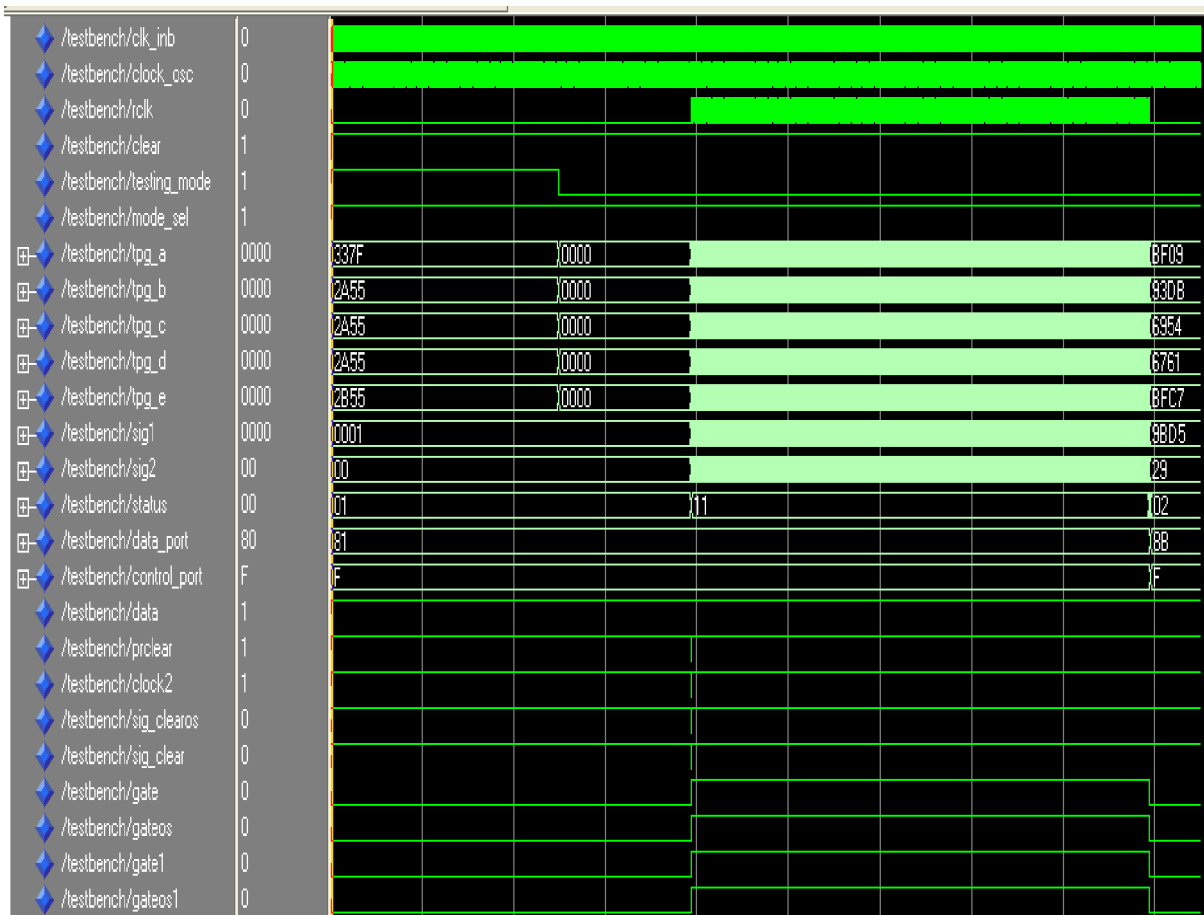 /testbench/clk_inb 0
/testbench/clock_osc 0
/testbench/rclk 0
/testbench/clear 1
/testbench/testing_mode 1
/testbench/mode_sel 1
/testbench/tpg_a 0000 337F 0000 BF09
/testbench/tpg_b 0000 2A55 0000 93DB
/testbench/tpg_c 0000 2A55 0000 6954
/testbench/tpg_d 0000 2A55 0000 6761
/testbench/tpg_e 0000 2B55 0000 BFC7
/testbench/sig1 0000 0001 9BD5
/testbench/sig2 00 00 29
/testbench/status 00 01 11 02
/testbench/data_port 80 81 8B
/testbench/control_port F F F
/testbench/data 1
/testbench/prclear 1
/testbench/clock2 1
/testbench/sig_clearos 0
/testbench/sig_clear 0
/testbench/gate 0
/testbench/gateos 0
/testbench/gate1 0
/testbench/gateos1 0